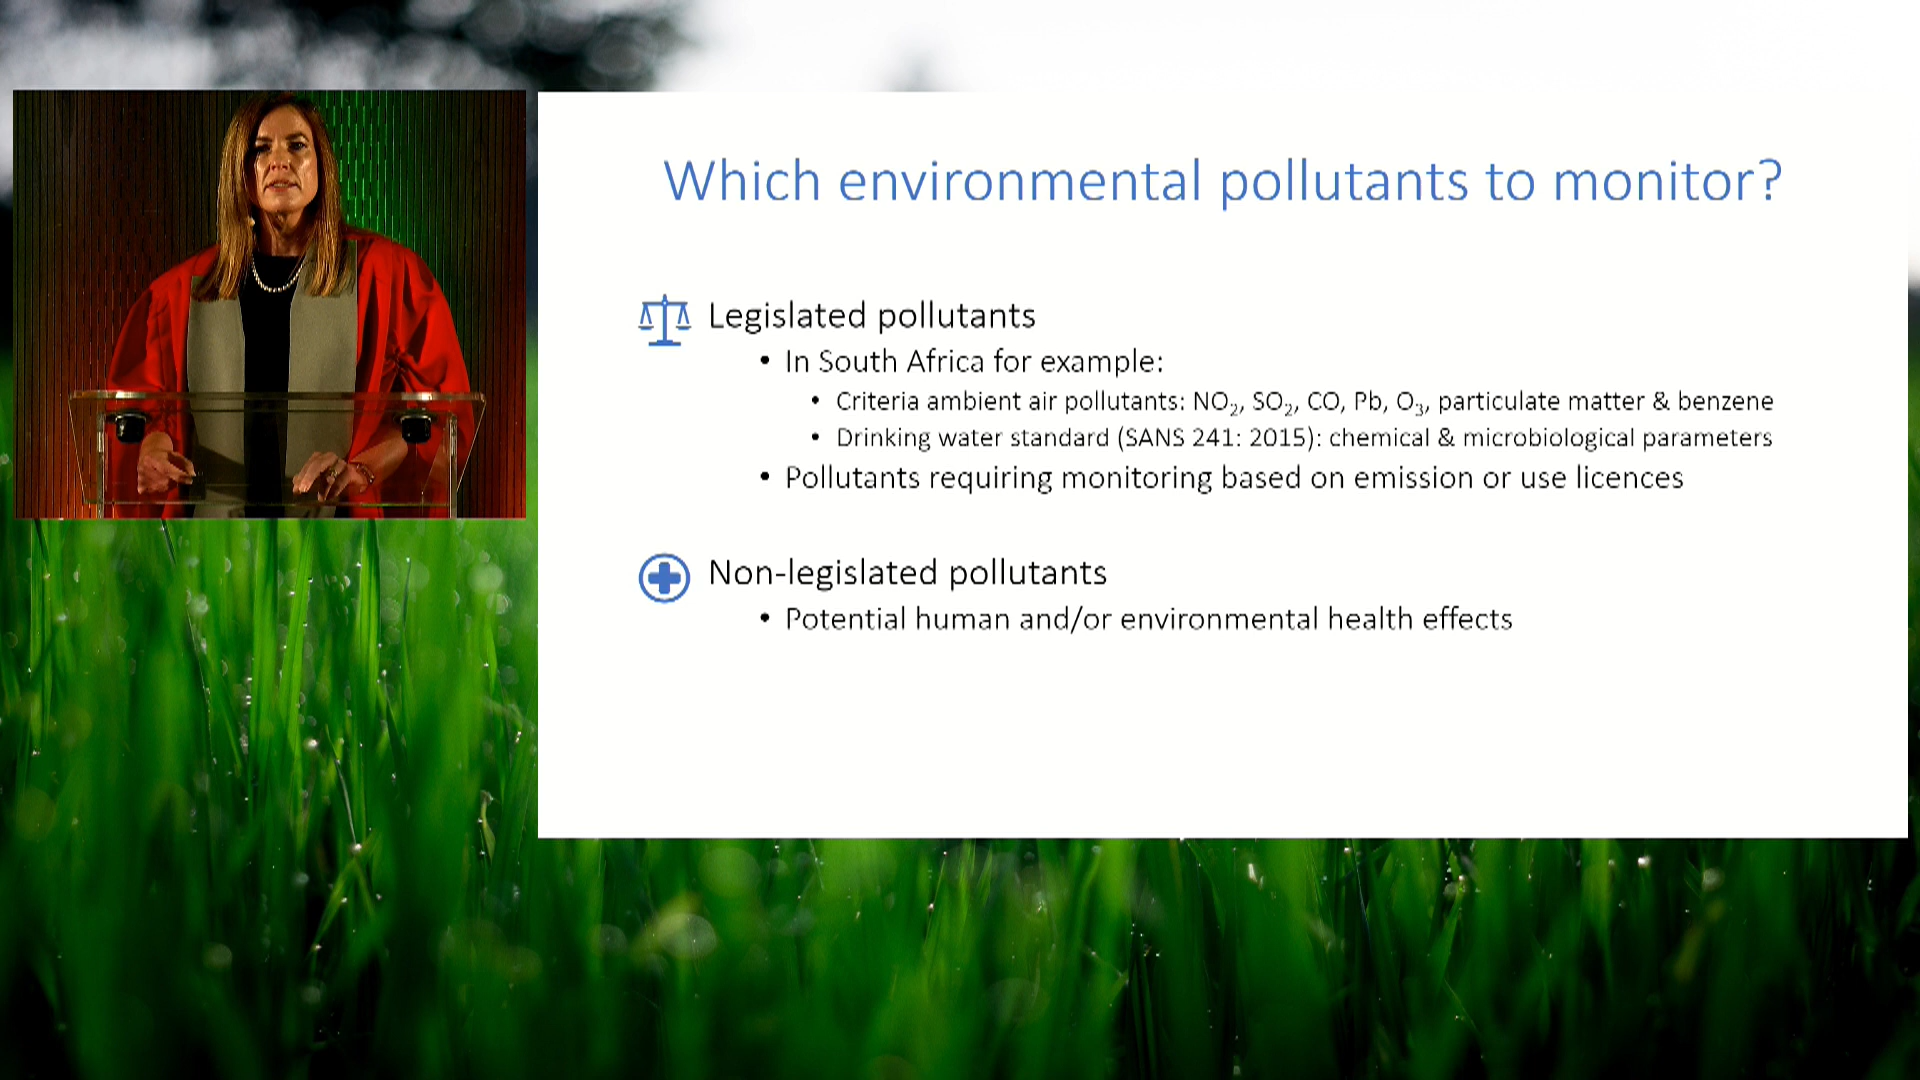 Which environmental pollutants to monitor?
Legislated pollutants
• In South Africa for example:
• Criteria ambient air pollutants: NO₂, SO₂, CO, Pb, O₃, particulate matter & benzene
• Drinking water standard (SANS 241: 2015): chemical & microbiological parameters
• Pollutants requiring monitoring based on emission or use licences
Non-legislated pollutants
• Potential human and/or environmental health effects